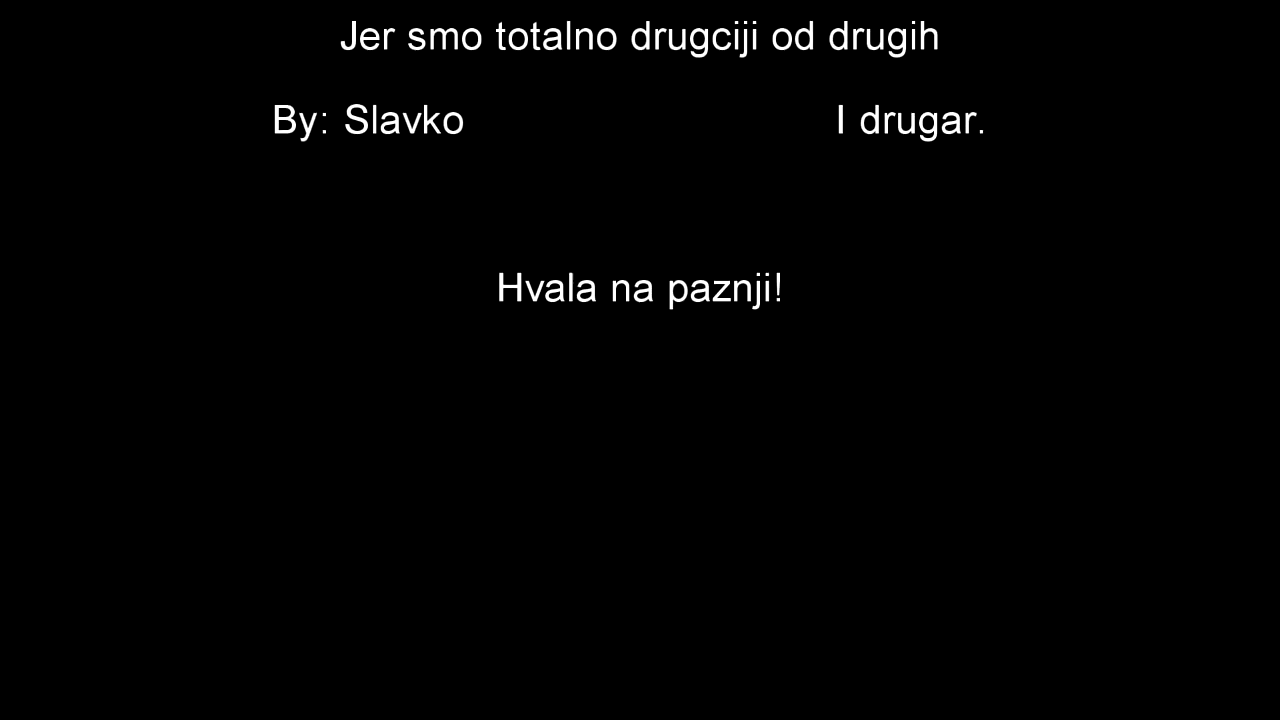 Jer smo totalno drugciji od drugih
By: Slavko I drugar.
Hvala na paznji!